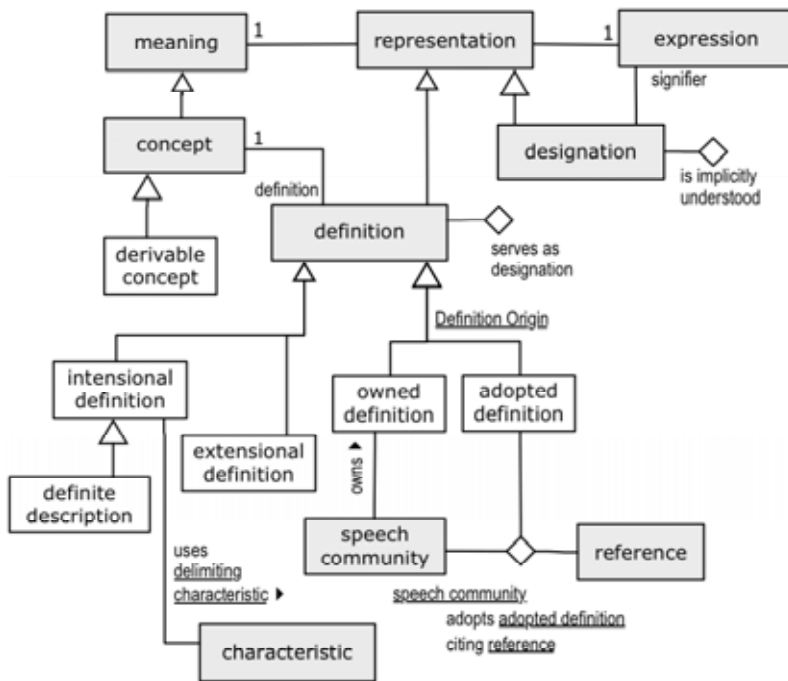 meaning
1
representation
1
expression
signifier
concept
1
designation
is implicitly
understood
definition
definition
serves as
designation
derivable
concept
Definition Origin
intensional
definition
owned
definition
adopted
definition
extensional
definition
owns
definite
description
speech
community
reference
uses
delimiting
characteristic
speech community
adopts adopted definition
citing reference
characteristic